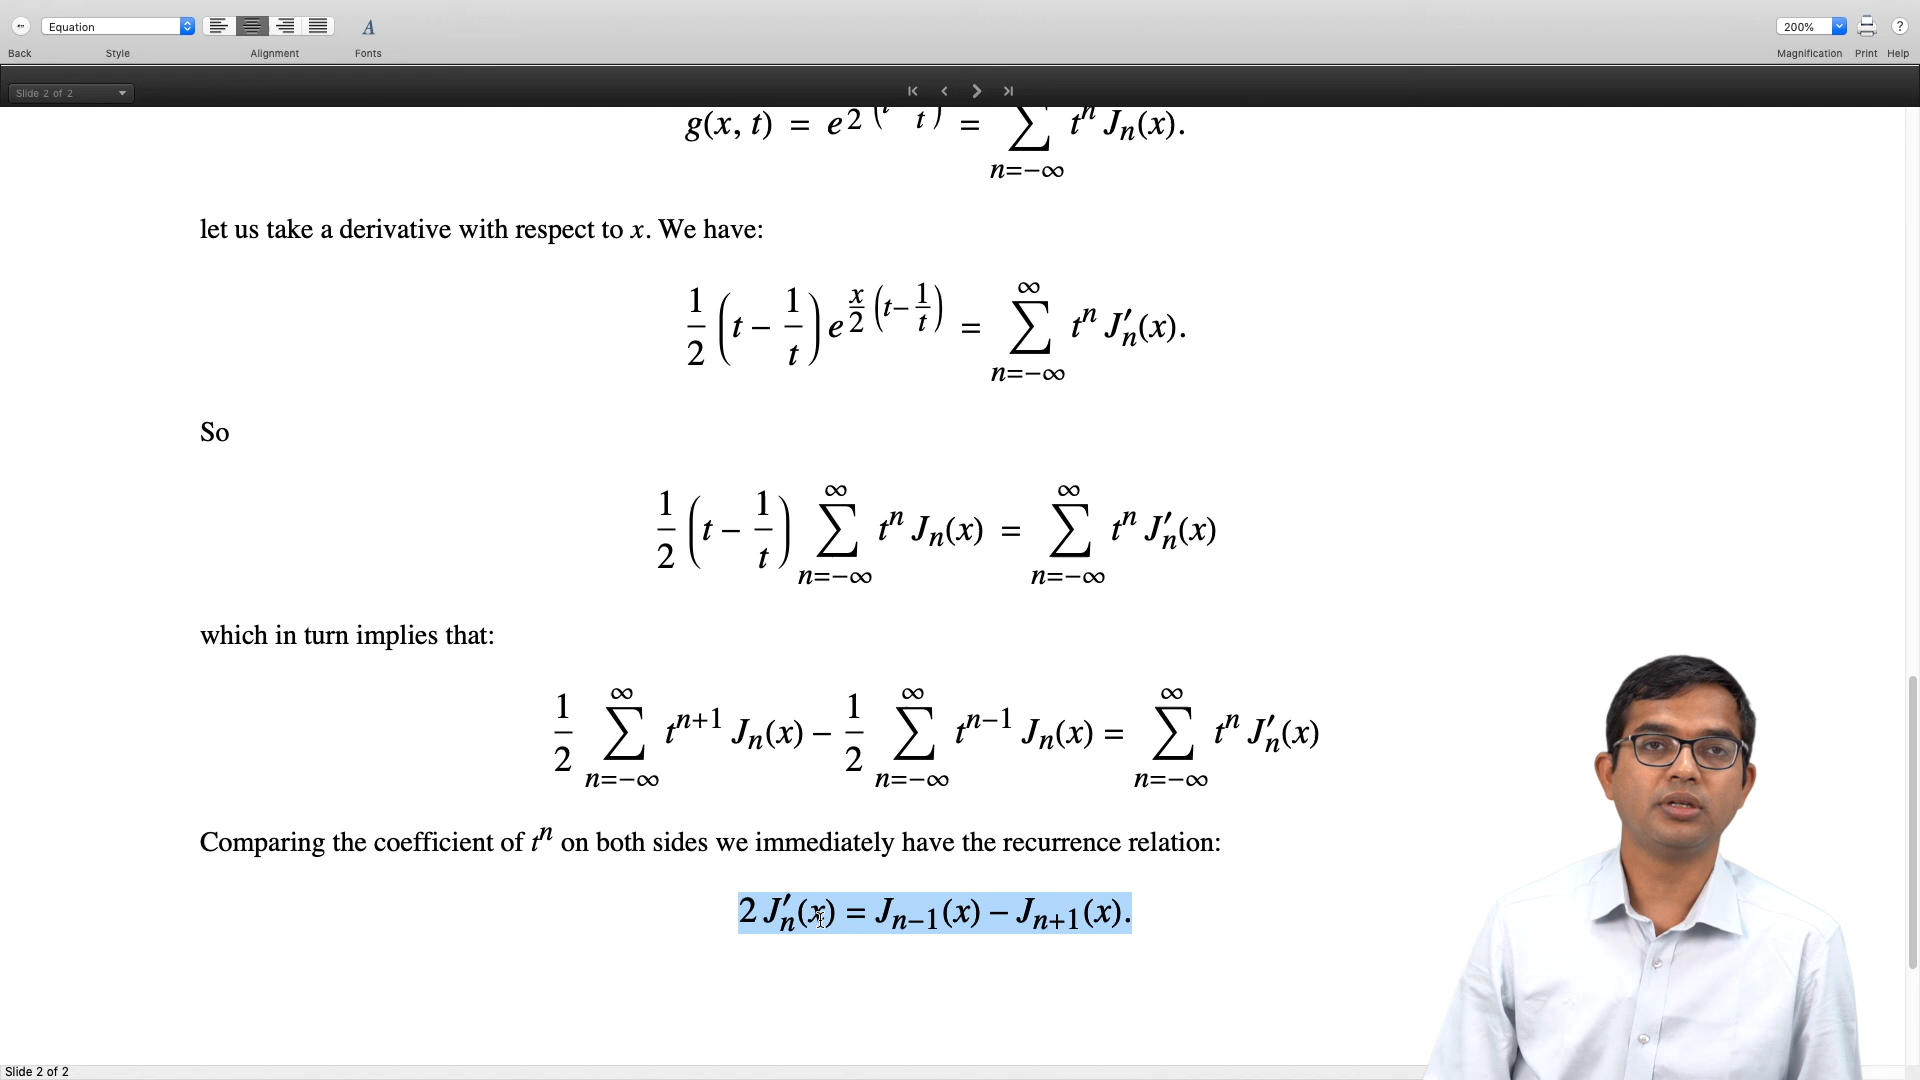 Equation
200%
Back
Style
Alignment
Fonts
Magnification
Print
Help
Slide 2 of 2
g(x, t) = e^2 ( t ) = ∑_{n=−∞} t^n J_n(x).
let us take a derivative with respect to x. We have:
1/2 (t − 1/t) e^{x/2 (t − 1/t)} = ∑_{n=−∞}^{∞} t^n J′_n(x).
So
1/2 (t − 1/t) ∑_{n=−∞}^{∞} t^n J_n(x) = ∑_{n=−∞}^{∞} t^n J′_n(x)
which in turn implies that:
1/2 ∑_{n=−∞}^{∞} t^{n+1} J_n(x) − 1/2 ∑_{n=−∞}^{∞} t^{n−1} J_n(x) = ∑_{n=−∞}^{∞} t^n J′_n(x)
Comparing the coefficient of t^n on both sides we immediately have the recurrence relation:
2 J′_n(x) = J_{n−1}(x) − J_{n+1}(x).
Slide 2 of 2